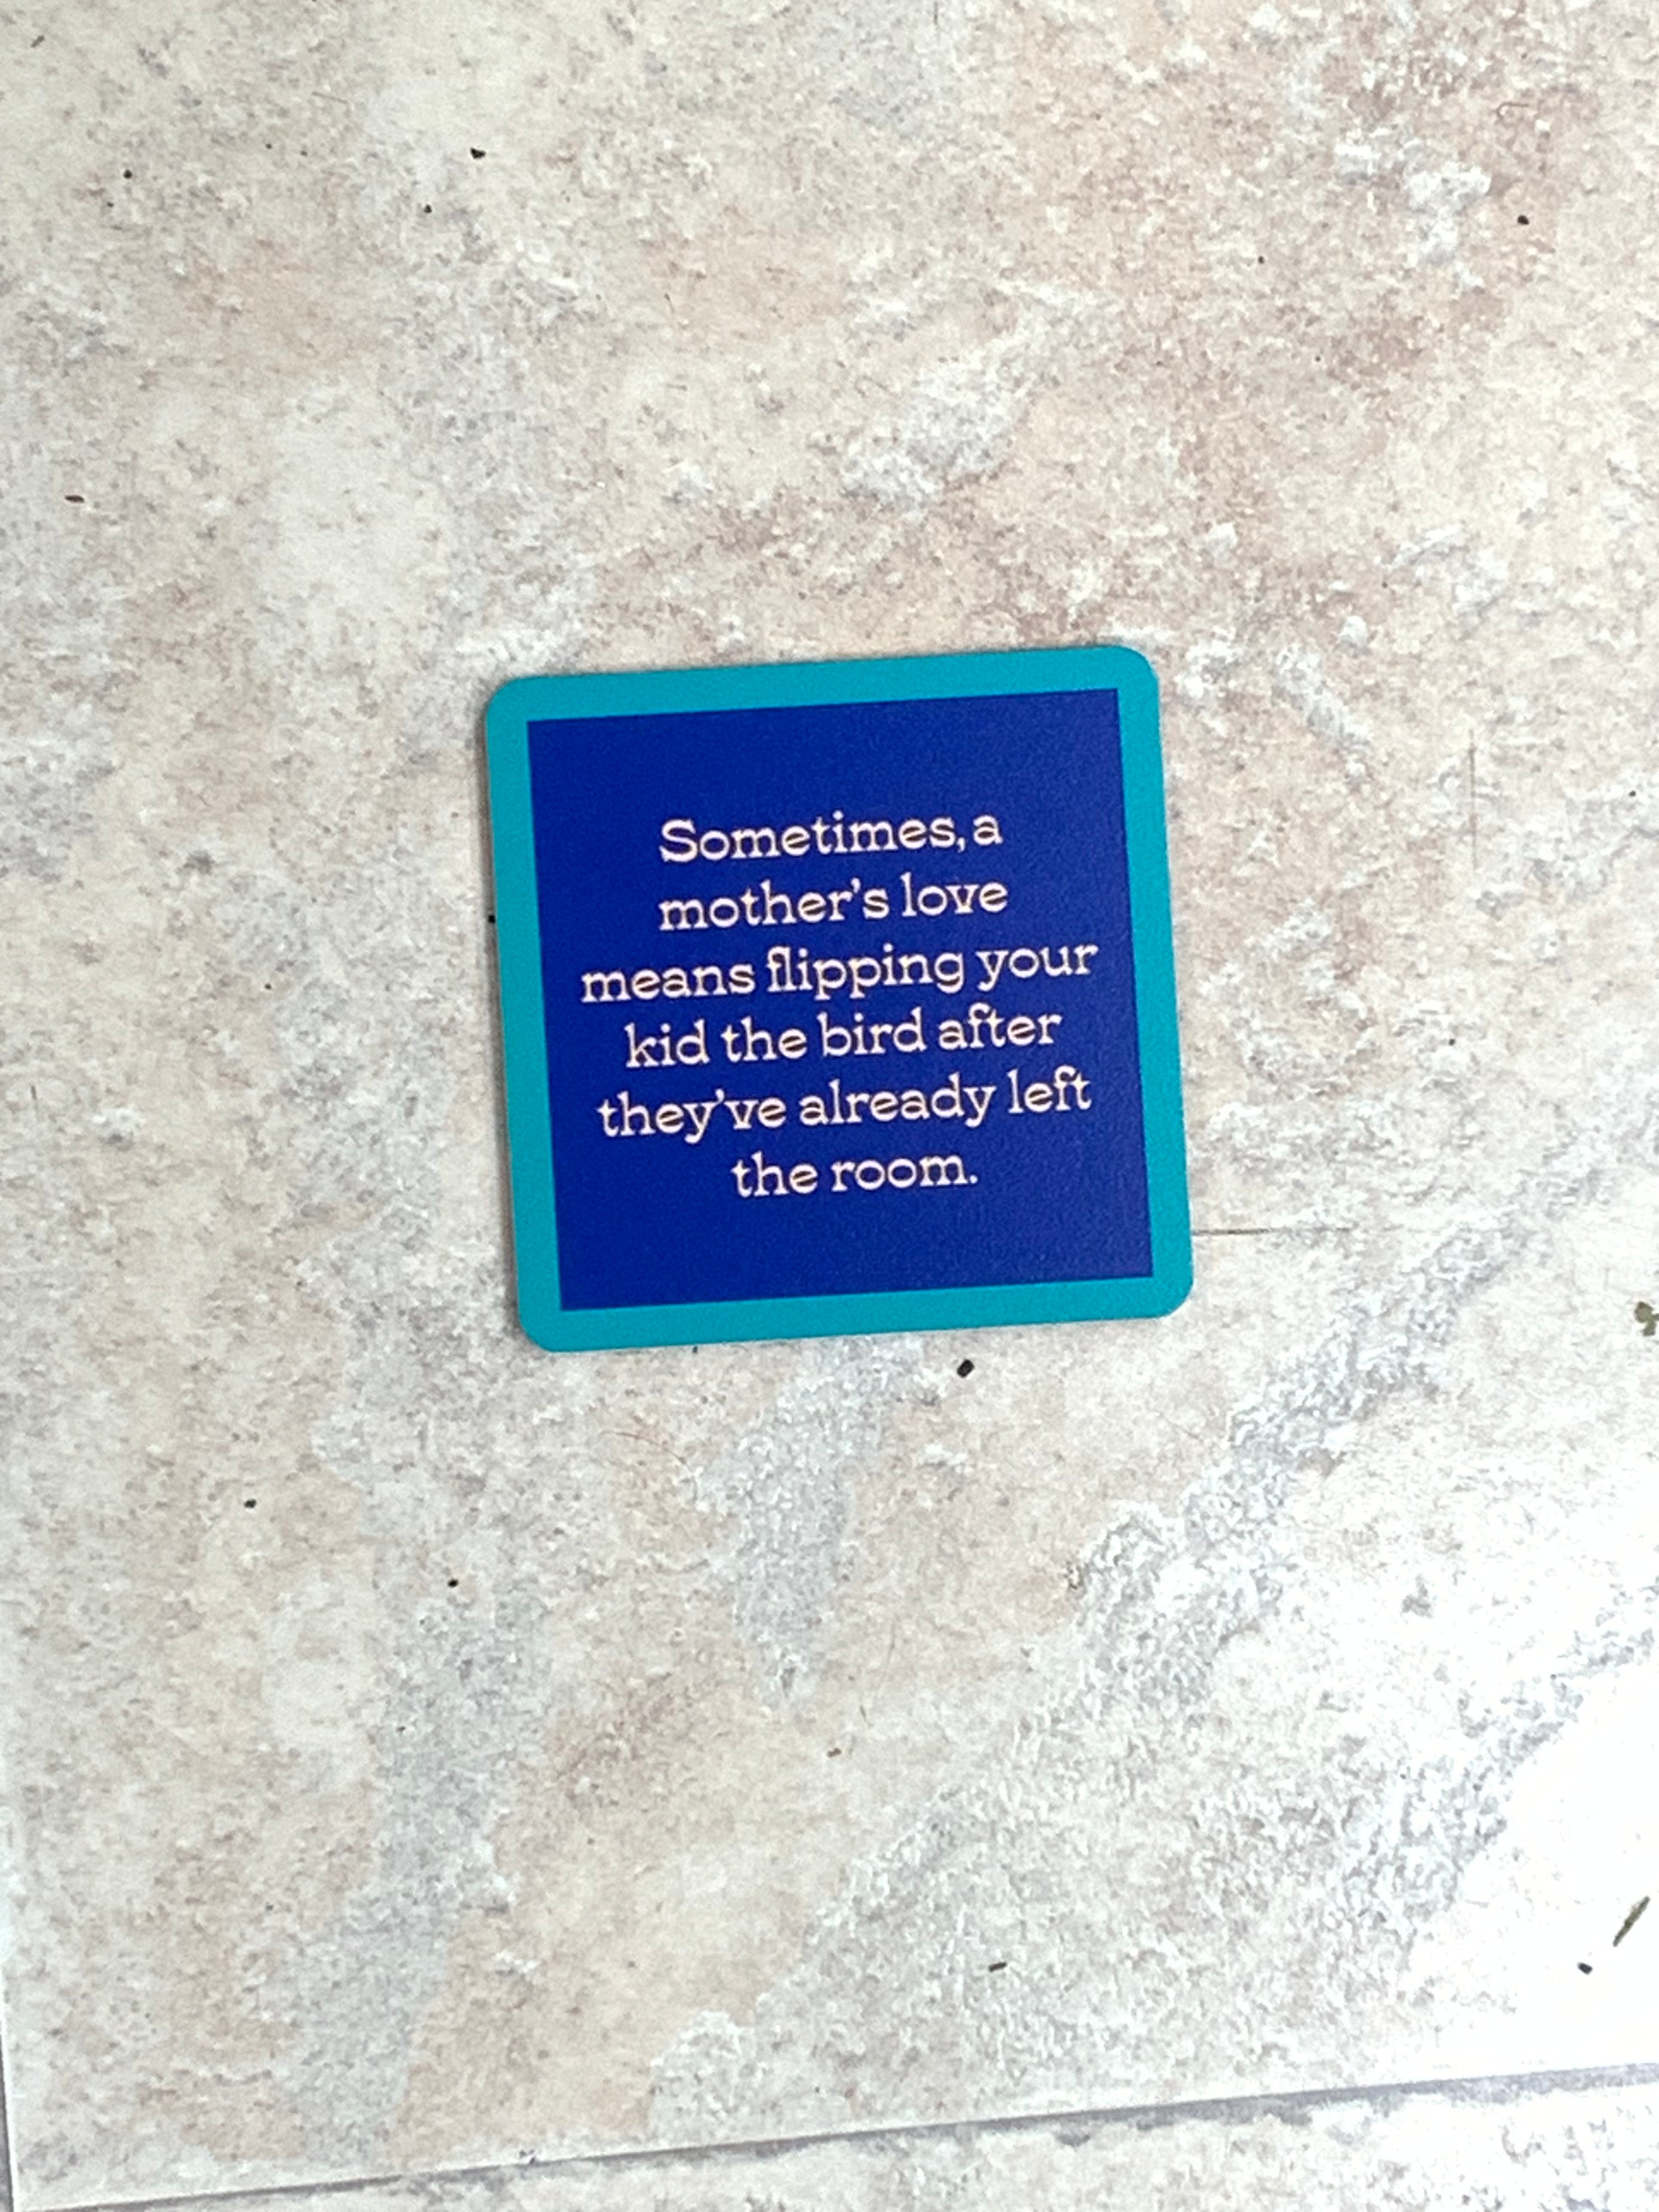 Sometimes, a
mother's love
means flipping your
kid the bird after
they've already left
the room.